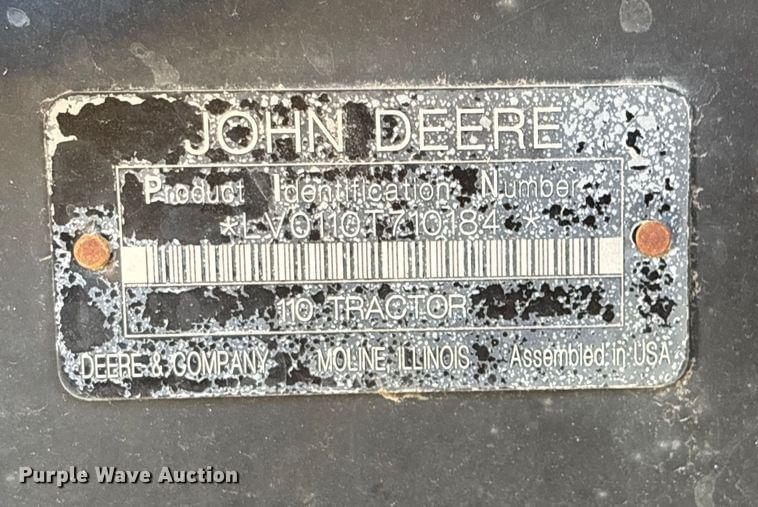 JOHN DEERE
Product Identification Number
*LV0110T710184 *
110 TRACTOR
DEERE & COMPANY MOLINE, ILLINOIS Assembled in USA
Purple Wave Auction